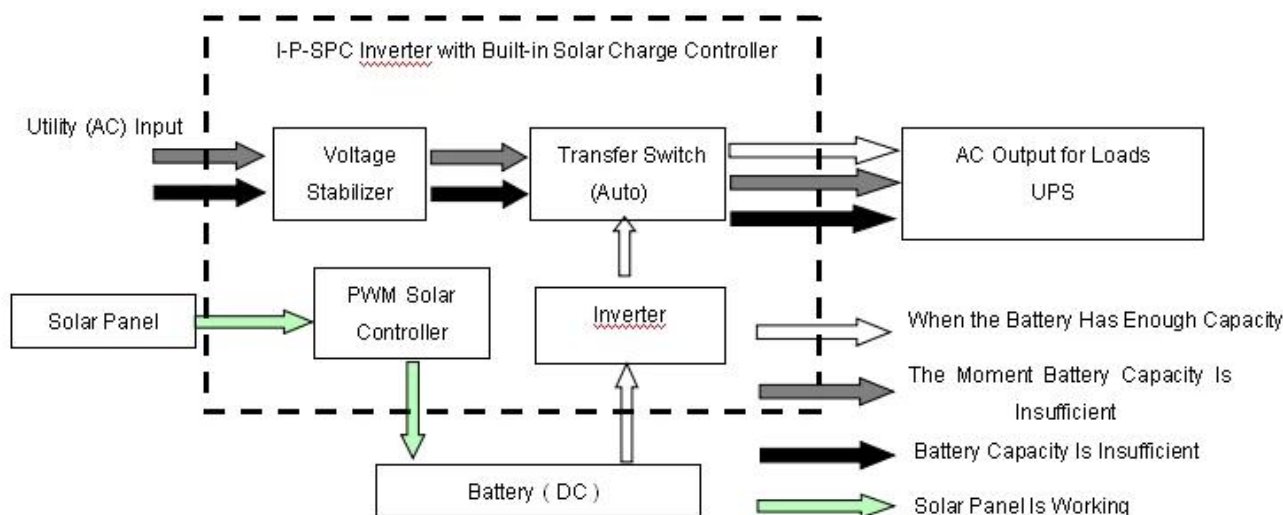 I-P-SPC Inverter with Built-in Solar Charge Controller
Utility (AC) Input
Voltage
Stabilizer
Transfer Switch
(Auto)
AC Output for Loads
UPS
Solar Panel
PWM Solar
Controller
Inverter
Battery ( DC )
When the Battery Has Enough Capacity
The Moment Battery Capacity Is
Insufficient
Battery Capacity Is Insufficient
Solar Panel Is Working